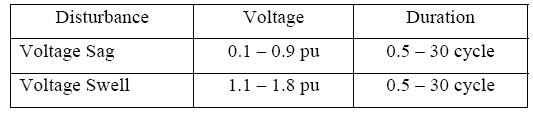 Disturbance Voltage Duration
Voltage Sag 0.1 – 0.9 pu 0.5 – 30 cycle
Voltage Swell 1.1 – 1.8 pu 0.5 – 30 cycle